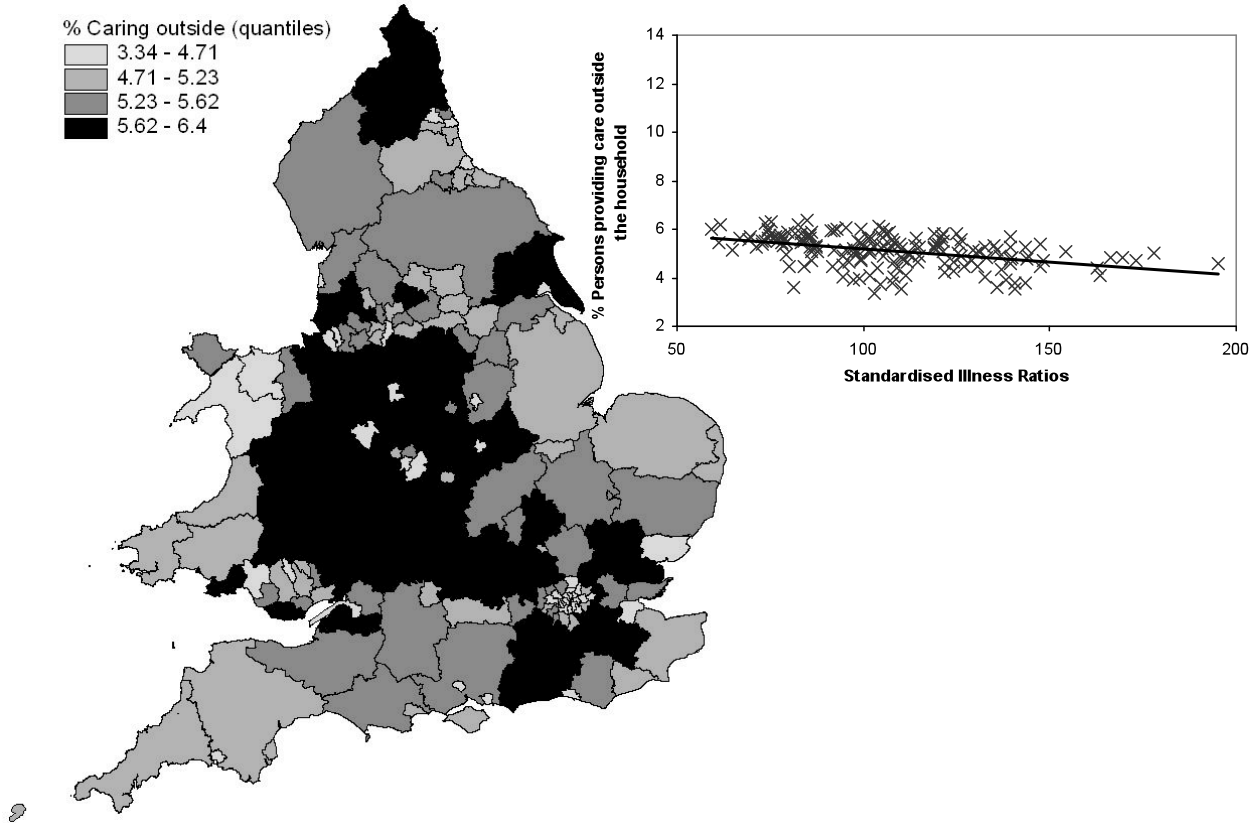 % Caring outside (quantiles)
3.34 - 4.71
4.71 - 5.23
5.23 - 5.62
5.62 - 6.4
% Persons providing care outside
the household
14
12
10
8
6
4
2
50
100
150
200
Standardised Illness Ratios